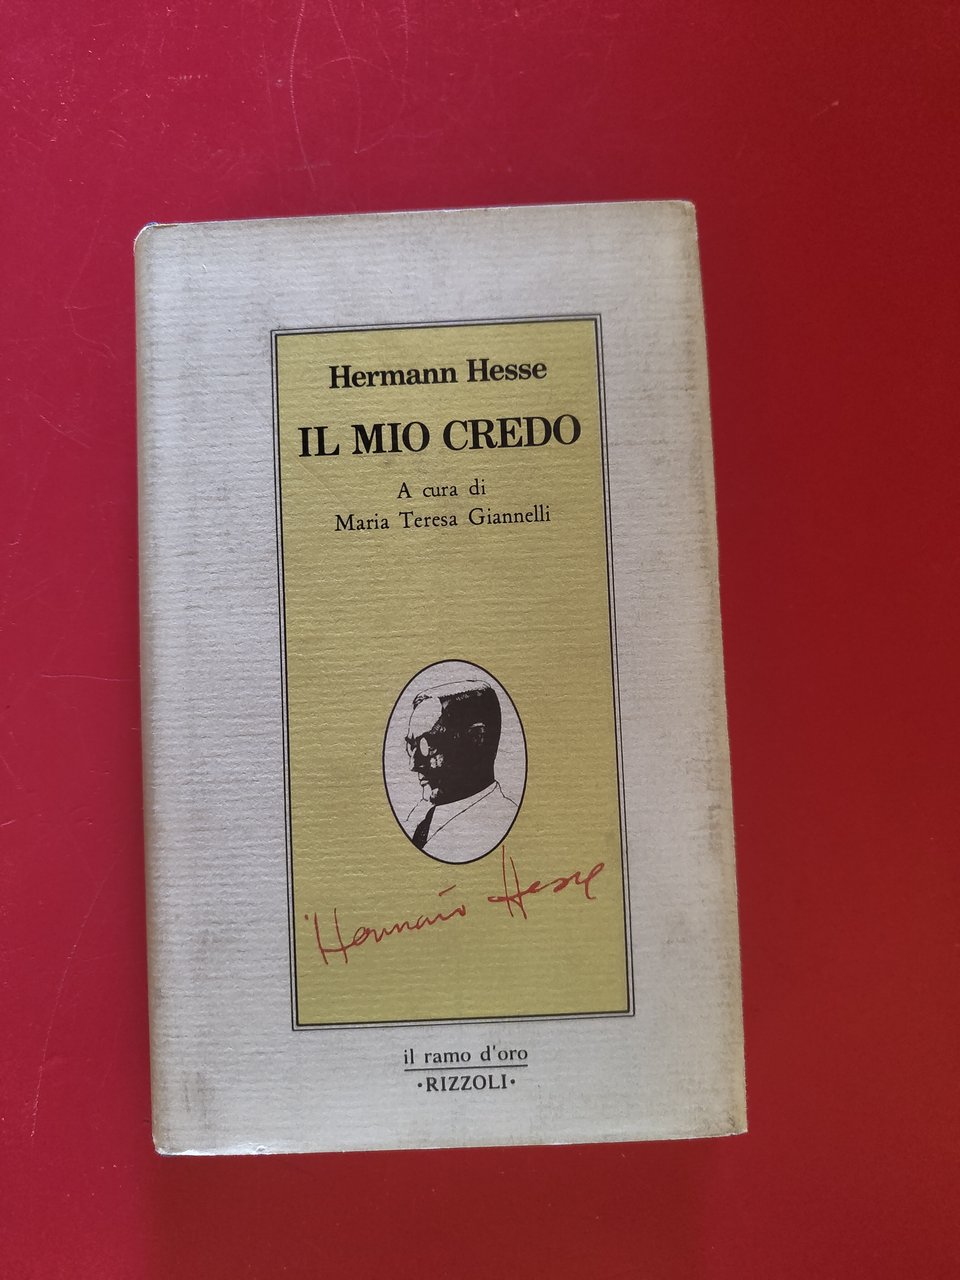 Hermann Hesse
IL MIO CREDO
A cura di
Maria Teresa Giannelli
Hermann Hesse
il ramo d'oro
•RIZZOLI•